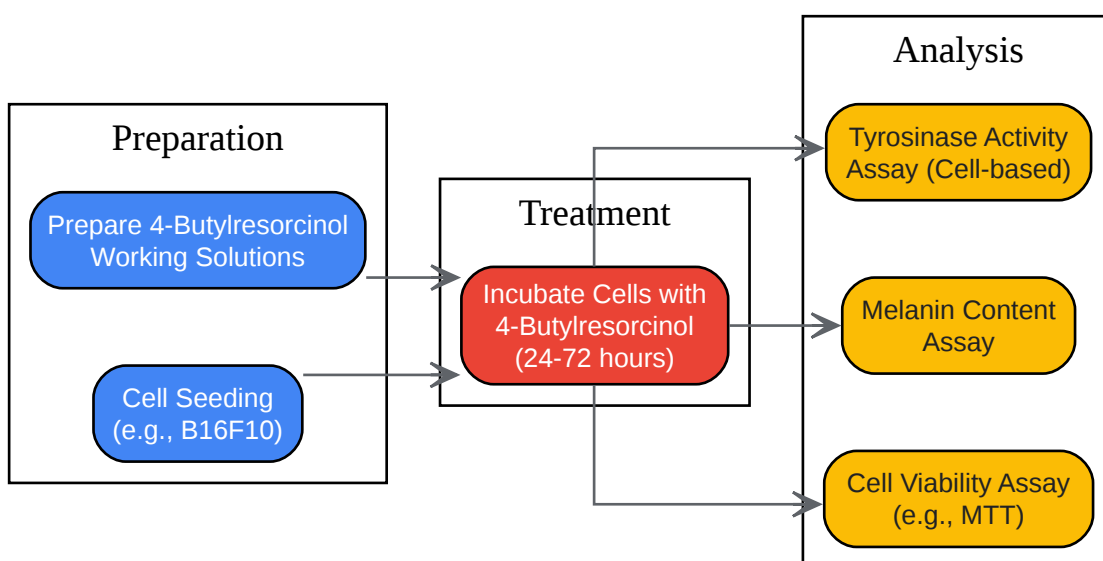 Preparation
Prepare 4-Butylresorcinol
Working Solutions
Cell Seeding
(e.g., B16F10)
Treatment
Incubate Cells with
4-Butylresorcinol
(24-72 hours)
Analysis
Tyrosinase Activity
Assay (Cell-based)
Melanin Content
Assay
Cell Viability Assay
(e.g., MTT)